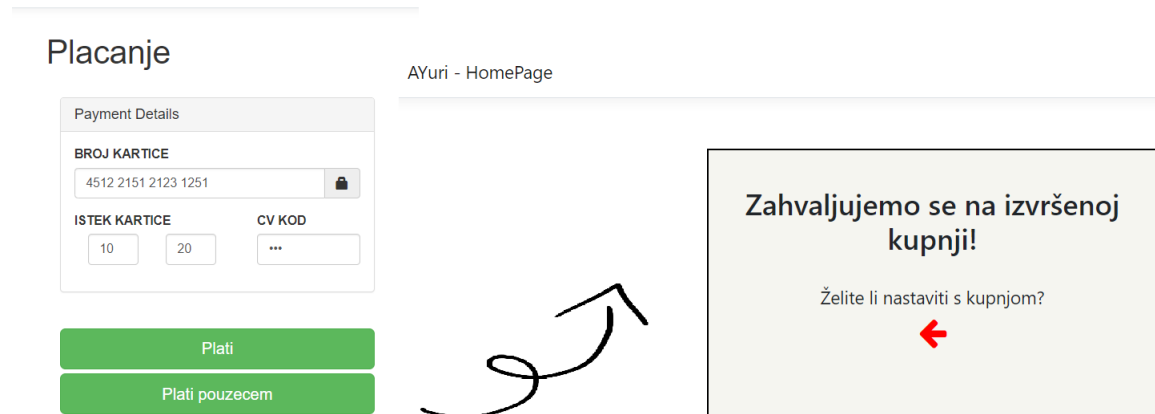 Placanje
Payment Details
BROJ KARTICE
4512 2151 2123 1251
ISTEK KARTICE CV KOD
10 20 •••
Plati
Plati pouzecem
AYuri - HomePage
Zahvaljujemo se na izvršenoj
kupnji!
Želite li nastaviti s kupnjom?